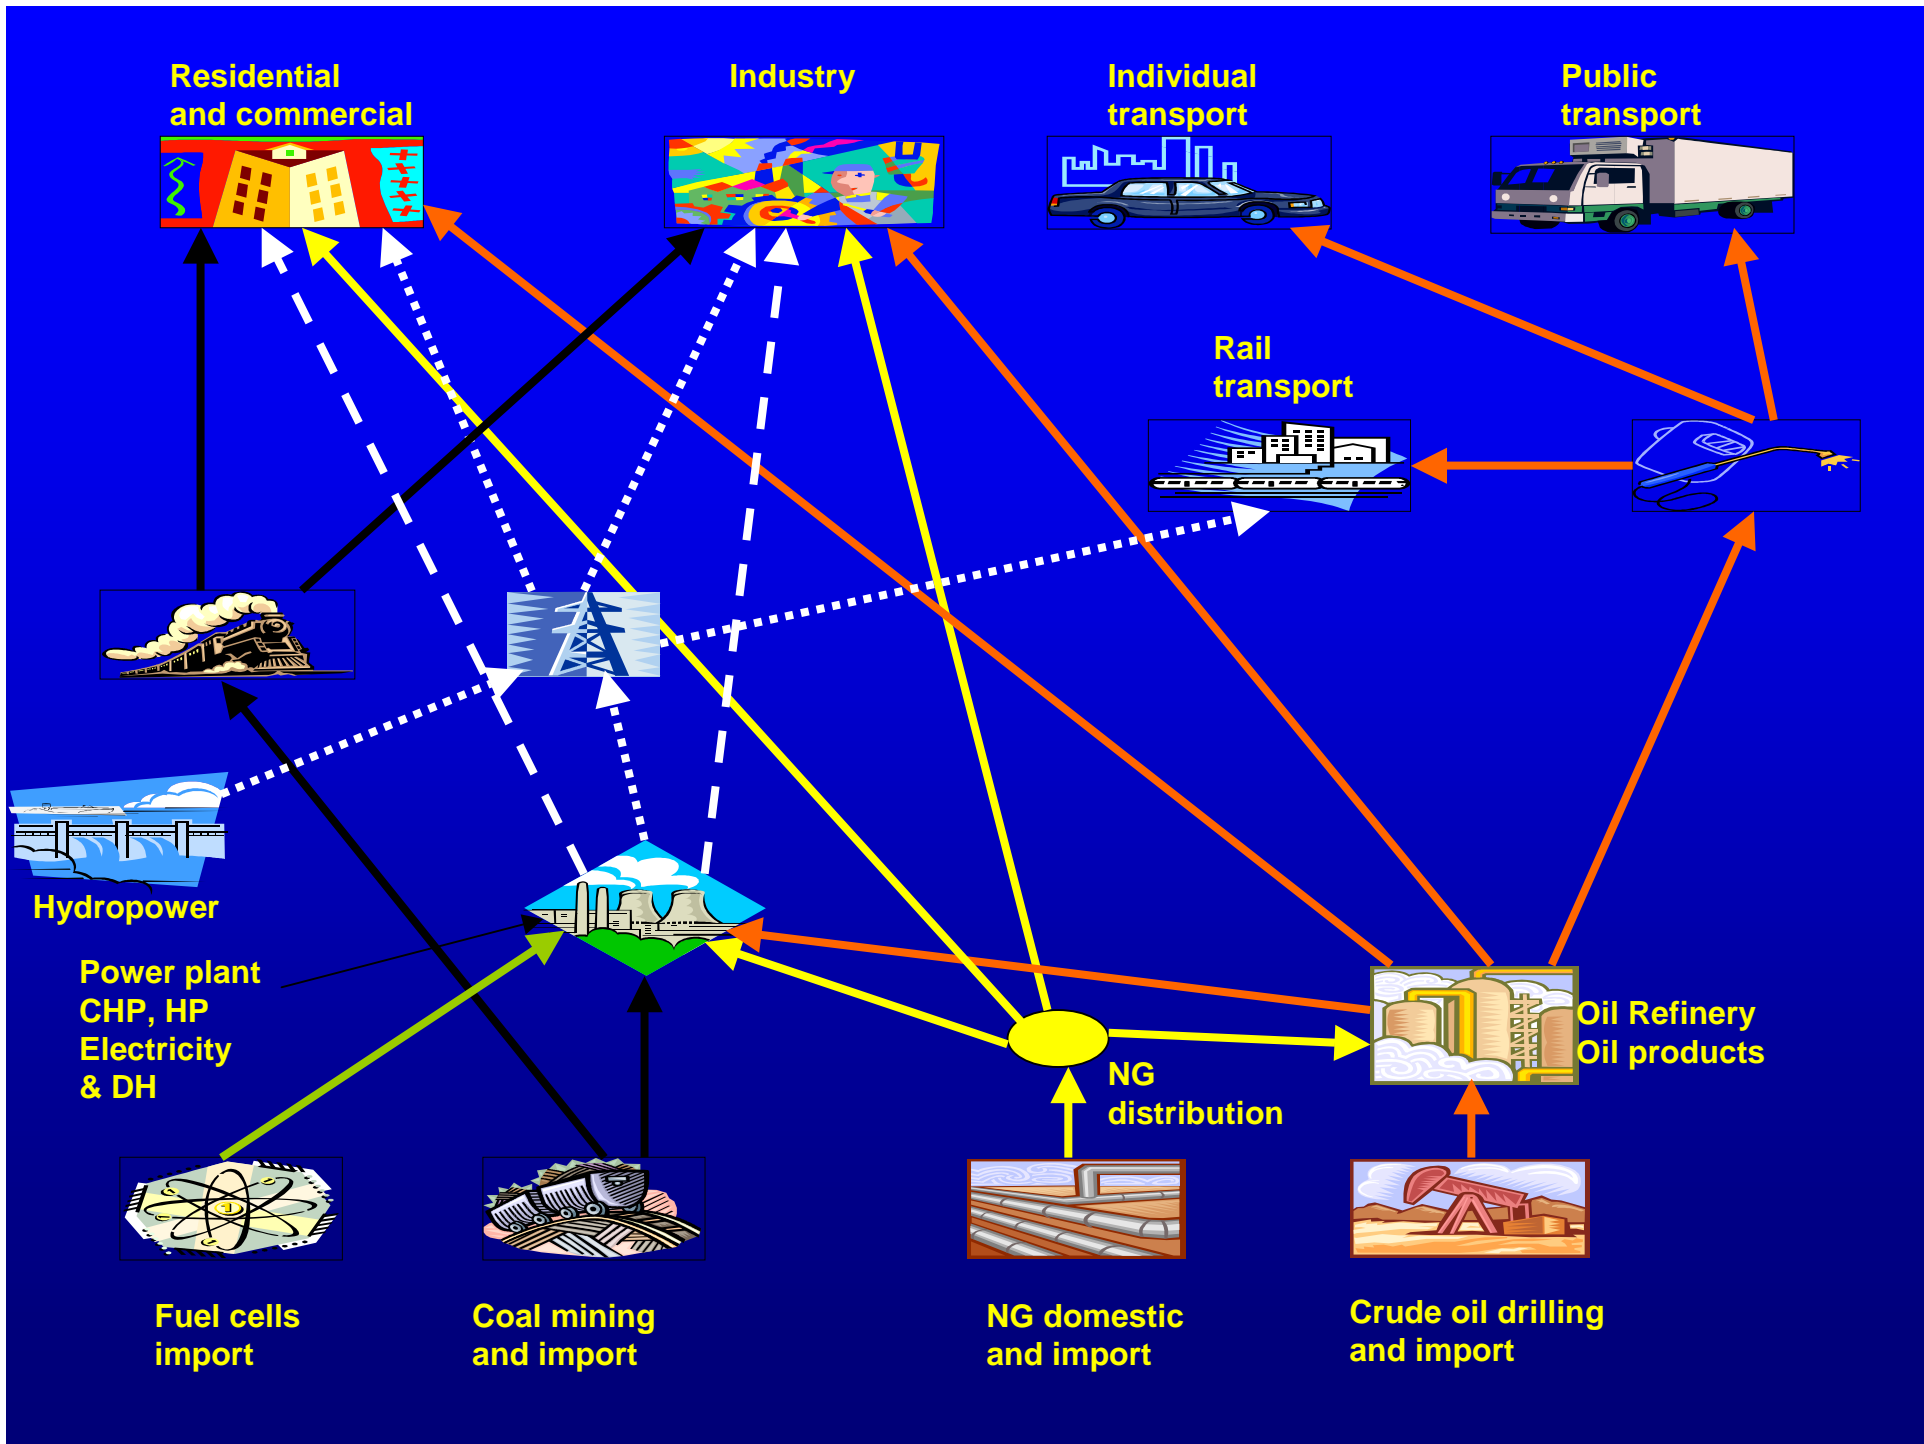 Residential
and commercial
Industry
Individual
transport
Public
transport
Rail
transport
Hydropower
Power plant
CHP, HP
Electricity
& DH
Oil Refinery
Oil products
NG
distribution
Fuel cells
import
Coal mining
and import
NG domestic
and import
Crude oil drilling
and import